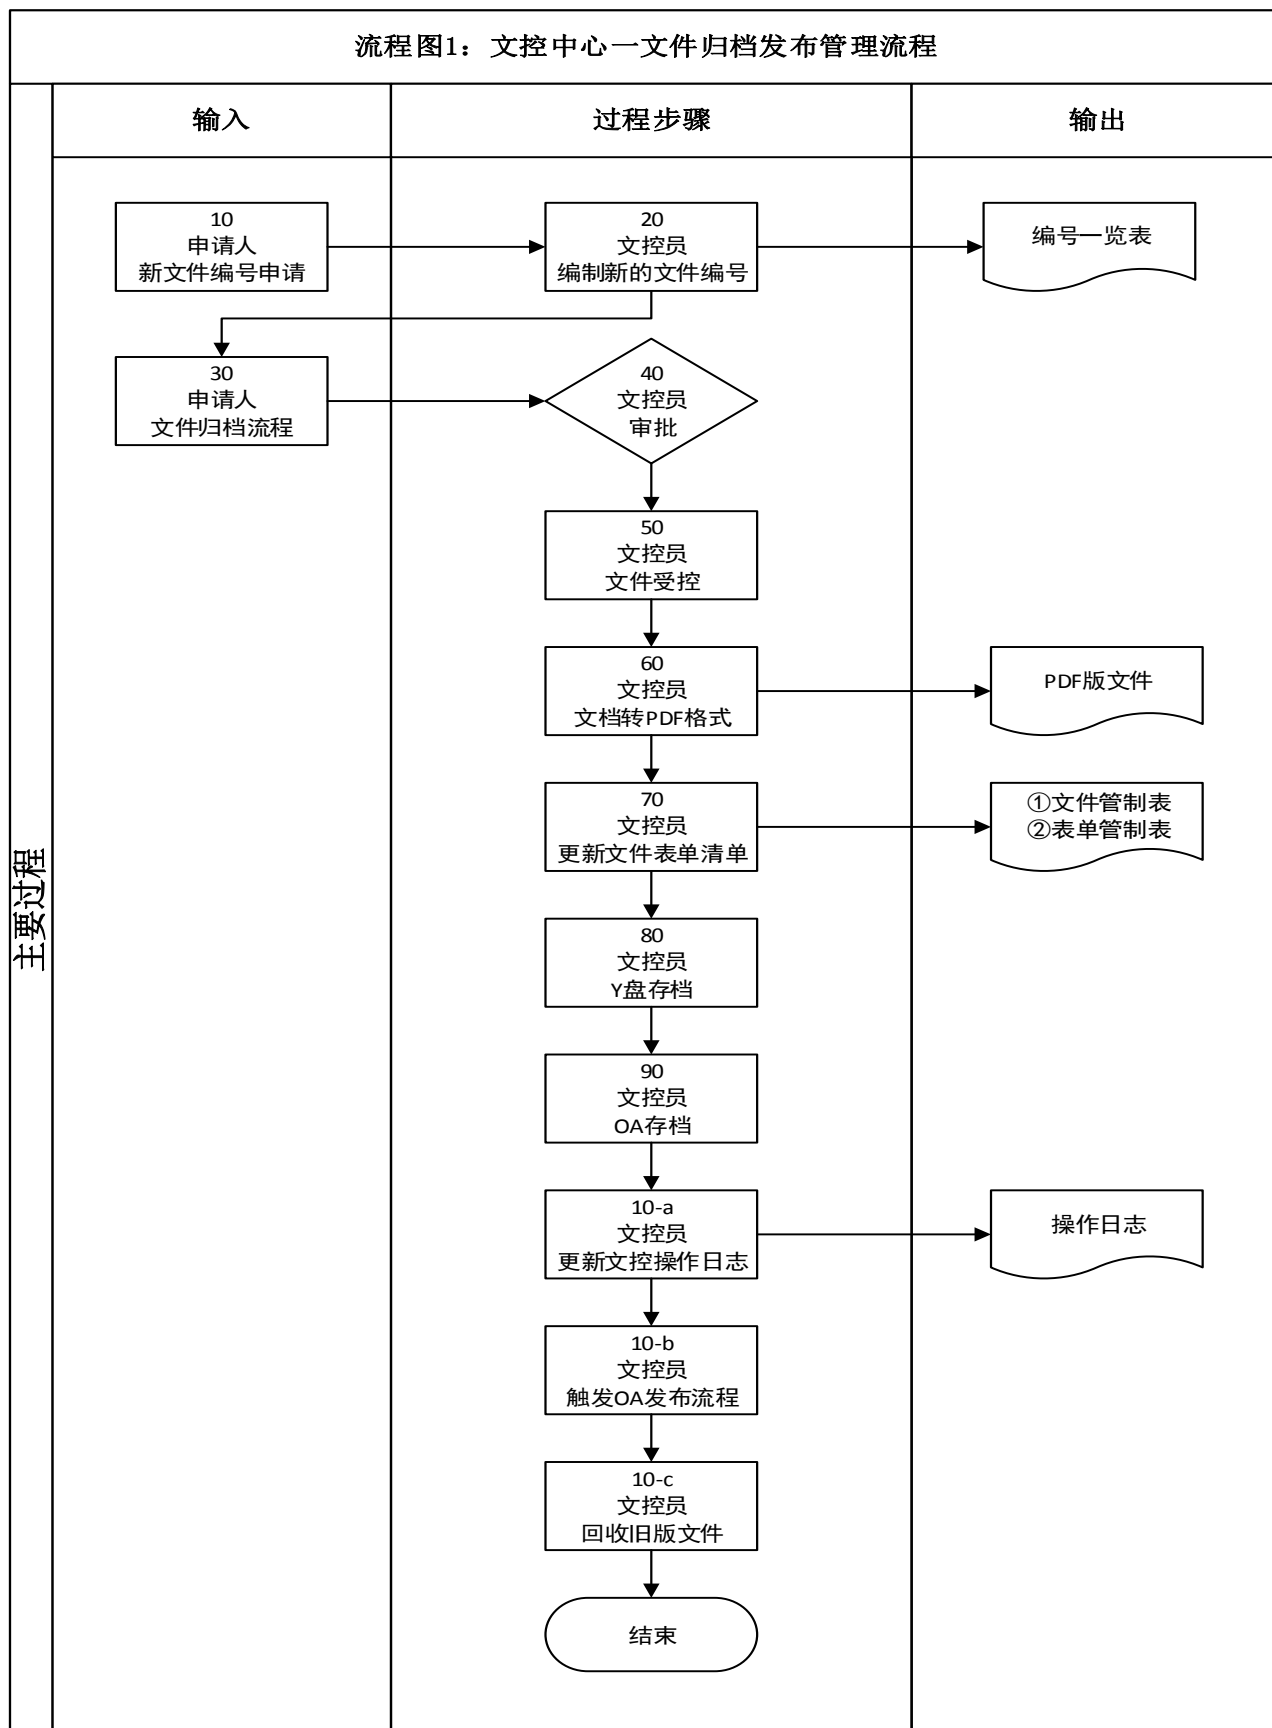 流程图1：文控中心一文件归档发布管理流程
输入
过程步骤
输出
主要过程
10
申请人
新文件编号申请
20
文控员
编制新的文件编号
编号一览表
30
申请人
文件归档流程
40
文控员
审批
50
文控员
文件受控
60
文控员
文档转PDF格式
PDF版文件
70
文控员
更新文件表单清单
①文件管制表
②表单管制表
80
文控员
Y盘存档
90
文控员
OA存档
10-a
文控员
更新文控操作日志
操作日志
10-b
文控员
触发OA发布流程
10-c
文控员
回收旧版文件
结束